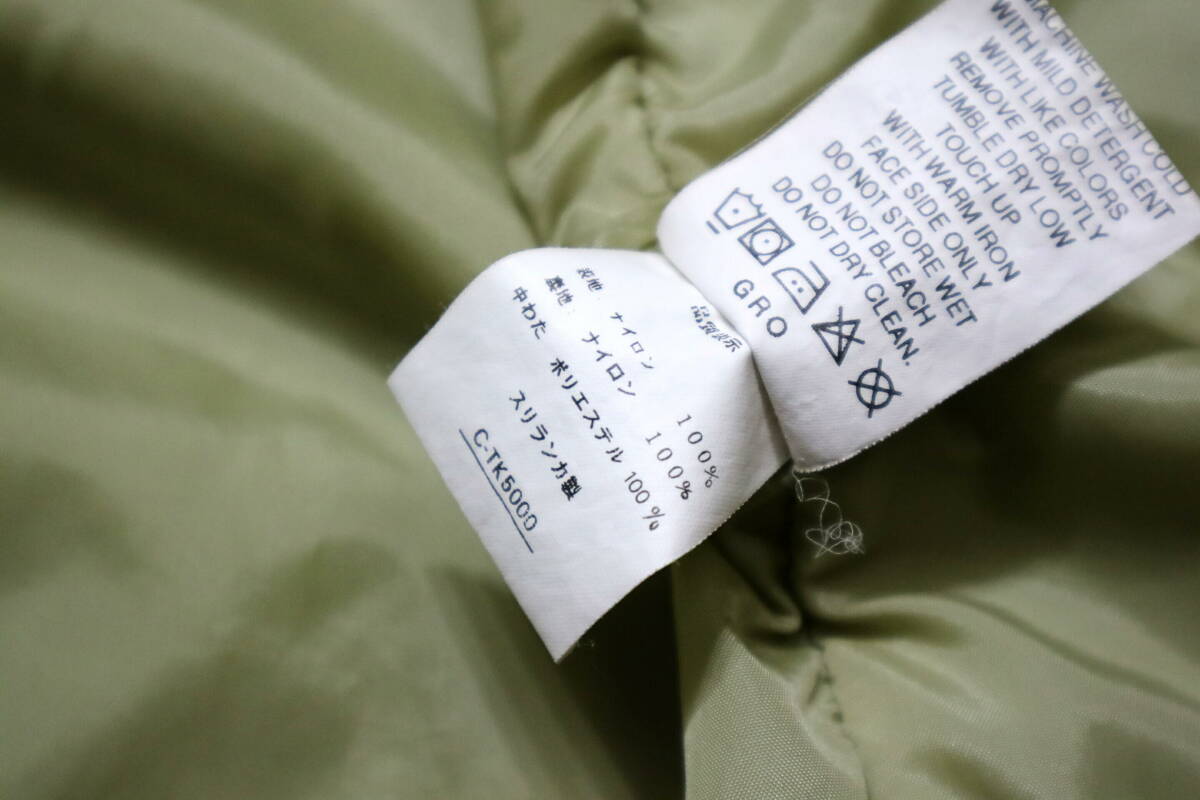 MACHINE WASH COLD
WITH MILD DETERGENT
WITH LIKE COLORS
REMOVE PROMPTLY
TUMBLE DRY LOW
TOUCH UP
WITH WARM IRON
FACE SIDE ONLY
DO NOT STORE WET
DO NOT BLEACH
DO NOT DRY CLEAN.
GRO
品質表示
表地: ナイロン 100%
裏地: ナイロン 100%
中わた ポリエステル 100%
スリランカ製
C-TK5000